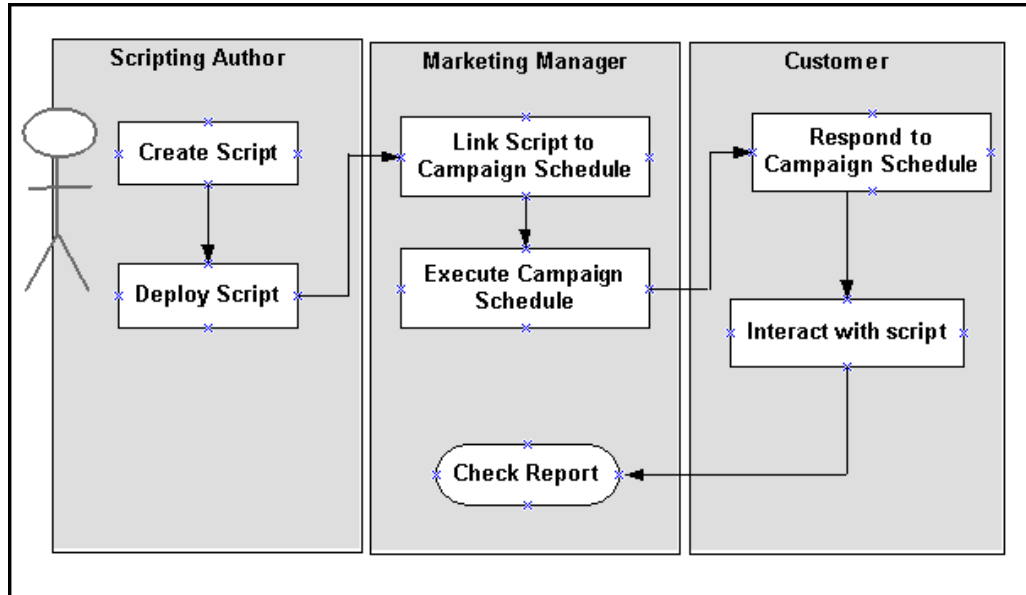 Scripting Author
Create Script
Deploy Script
Marketing Manager
Link Script to
Campaign Schedule
Execute Campaign
Schedule
Check Report
Customer
Respond to
Campaign Schedule
Interact with script